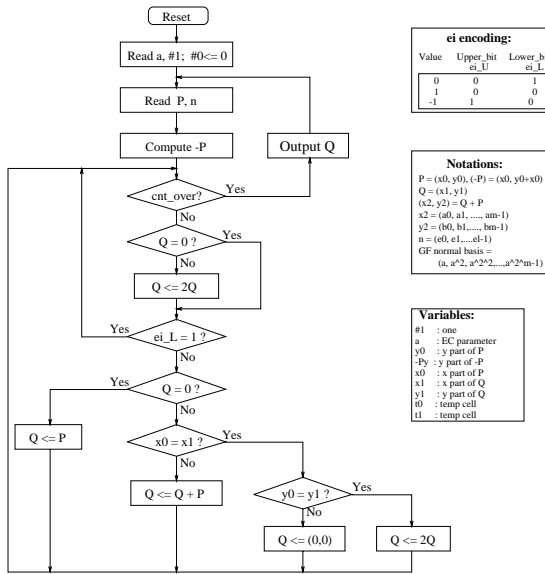 Reset
Read a, #1; #0<= 0
Read P, n
Compute -P
Output Q
cnt_over?
Yes
No
Q = 0 ?
Yes
No
Q <= 2Q
ei_L = 1 ?
Yes
No
Q = 0 ?
Yes
No
Q <= P
x0 = x1 ?
Yes
No
Q <= Q + P
y0 = y1 ?
Yes
No
Q <= (0,0)
Q <= 2Q
ei encoding:
Value Upper_bit Lower_bi
ei_U ei_L
0 0 1
1 0 0
-1 1 0
Notations:
P = (x0, y0), (-P) = (x0, y0+x0)
Q = (x1, y1)
(x2, y2) = Q + P
x2 = (a0, a1, ...., am-1)
y2 = (b0, b1,...., bm-1)
n = (e0, e1,....el-1)
GF normal basis =
(a, a^2, a^2^2,...,a^2^m-1)
Variables:
#1 : one
a : EC parameter
y0 : y part of P
-Py : y part of -P
x0 : x part of P
x1 : x part of Q
y1 : y part of Q
t0 : temp cell
t1 : temp cell